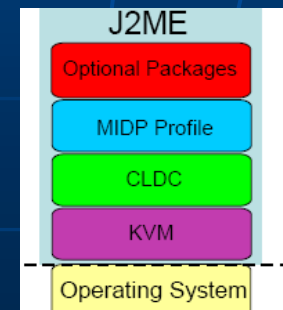 J2ME
Optional Packages
MIDP Profile
CLDC
KVM
Operating System